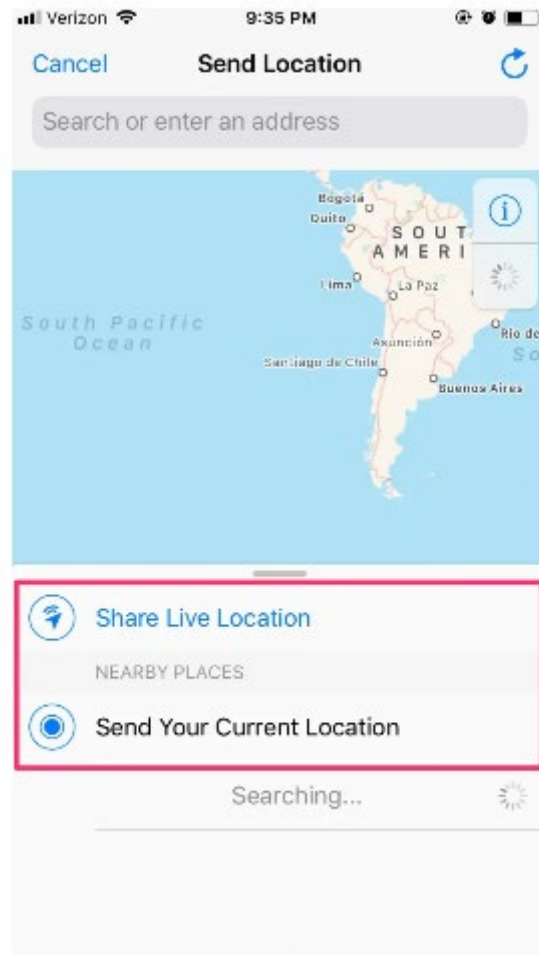 Verizon 9:35 PM
Cancel Send Location
Search or enter an address
Bogotá
Quito
SOUT
AMERI
Lima
La Paz
South Pacific
Ocean
Rio de
Asunción
So
Santiago de Chile
Buenos Aires
Share Live Location
NEARBY PLACES
Send Your Current Location
Searching...